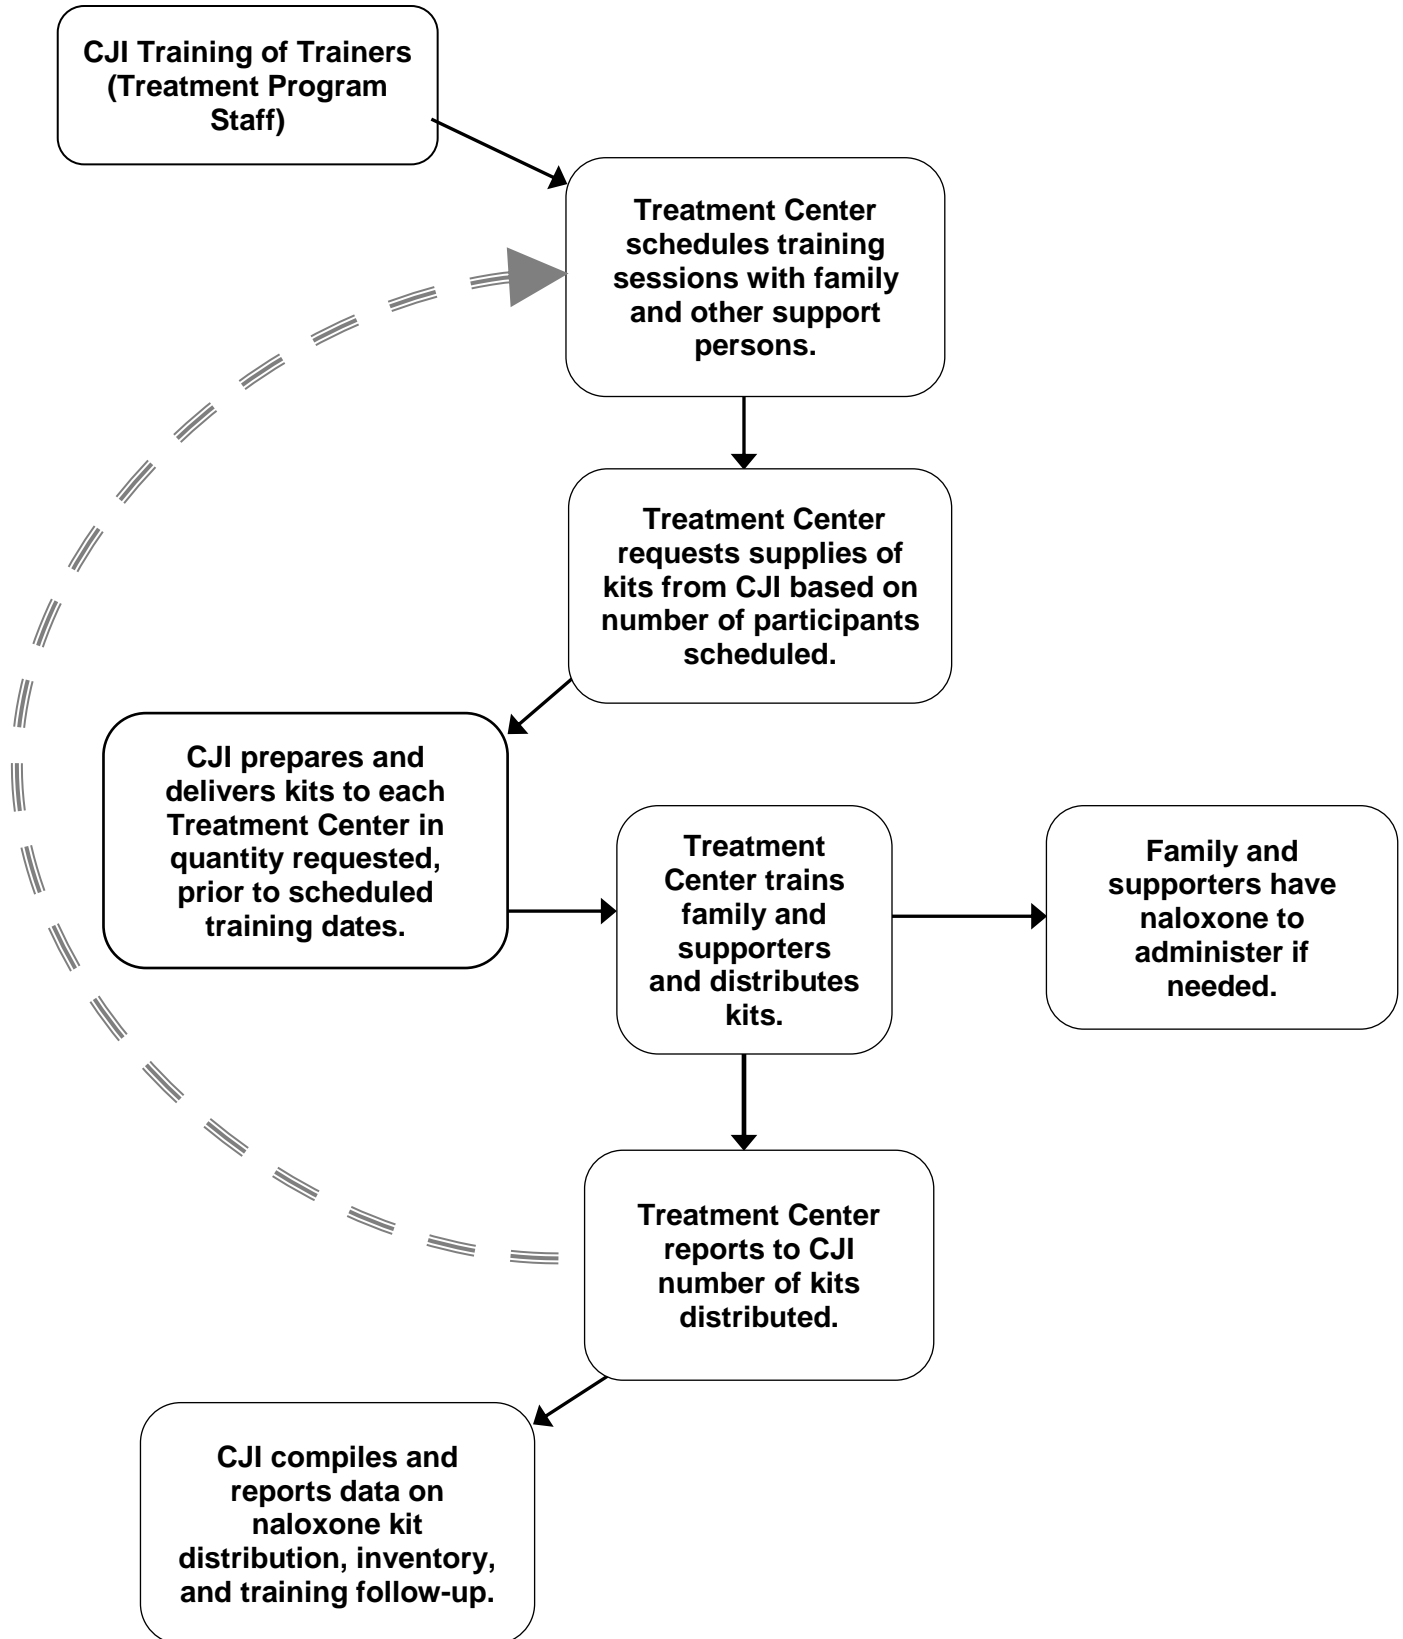 CJI Training of Trainers
(Treatment Program
Staff)
Treatment Center
schedules training
sessions with family
and other support
persons.
Treatment Center
requests supplies of
kits from CJI based on
number of participants
scheduled.
CJI prepares and
delivers kits to each
Treatment Center in
quantity requested,
prior to scheduled
training dates.
Treatment
Center trains
family and
supporters
and distributes
kits.
Family and
supporters have
naloxone to
administer if
needed.
Treatment Center
reports to CJI
number of kits
distributed.
CJI compiles and
reports data on
naloxone kit
distribution, inventory,
and training follow-up.